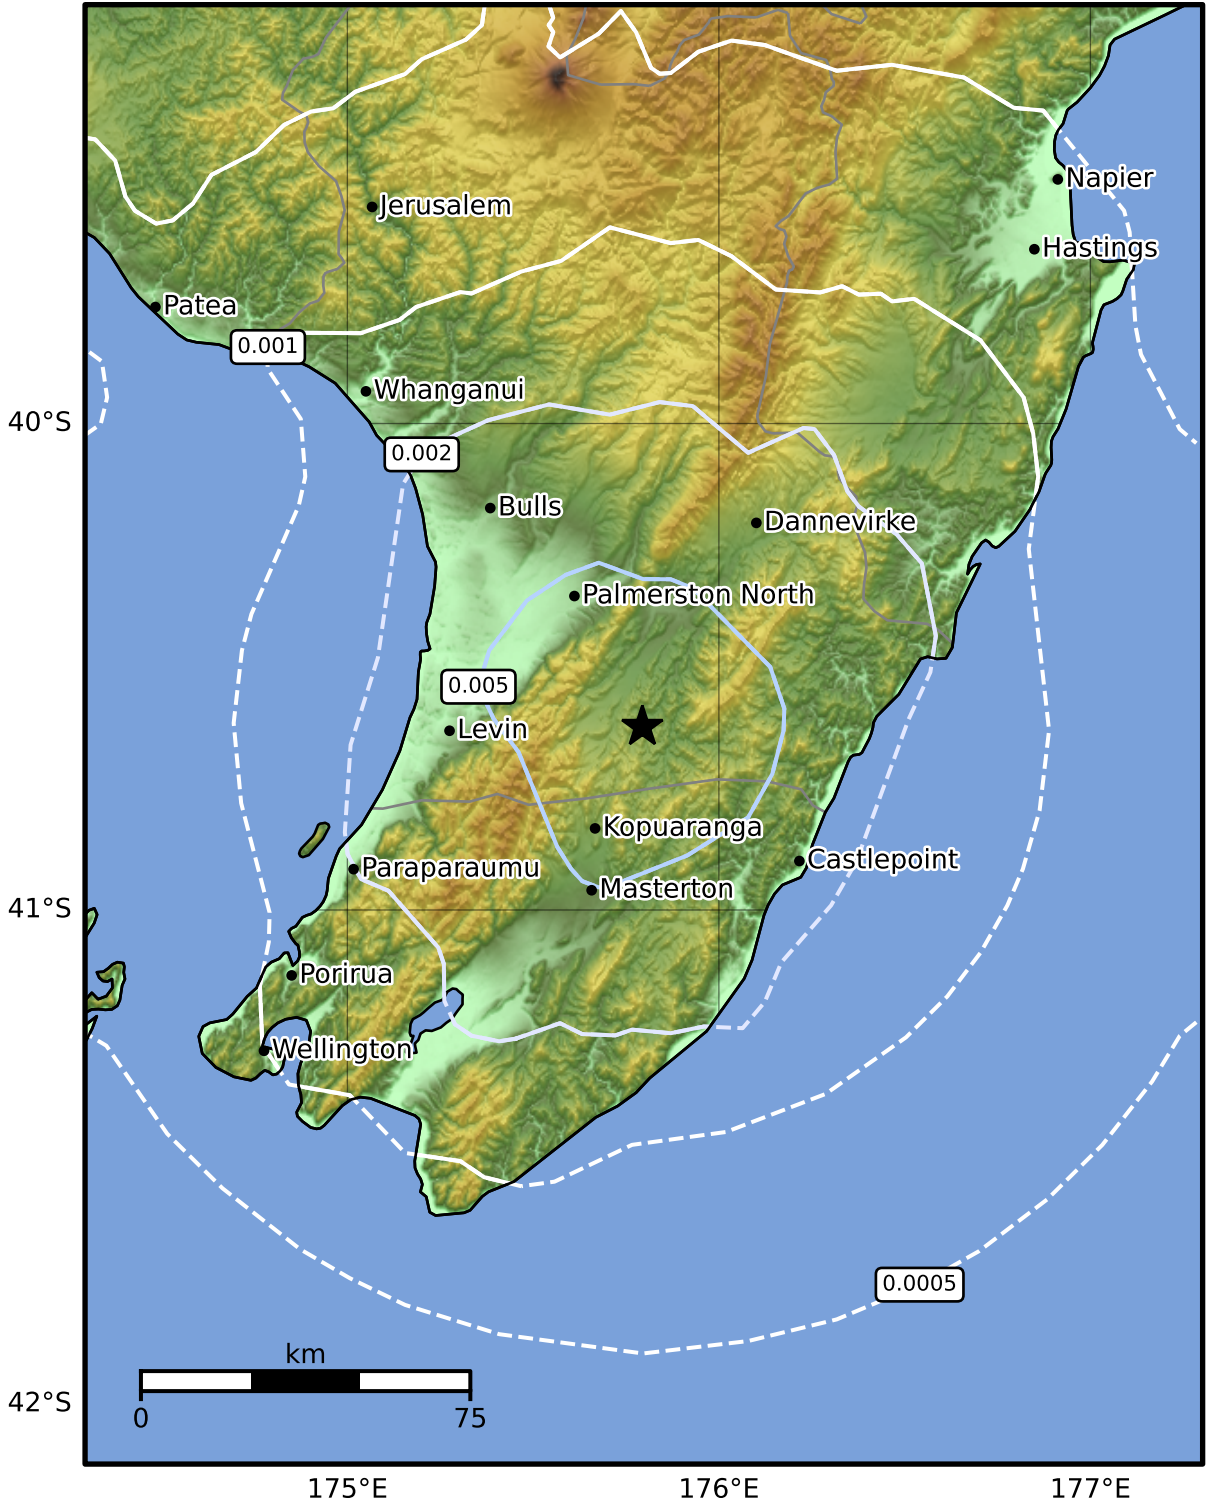 Napier
Jerusalem
Hastings
Patea
0.001
Whanganui
40°S
0.002
Bulls
Dannevirke
Palmerston North
0.005
Levin
Kopuaranga
Castlepoint
Paraparaumu
Masterton
41°S
Porirua
Wellington
0.0005
km
0
75
42°S
175°E
176°E
177°E